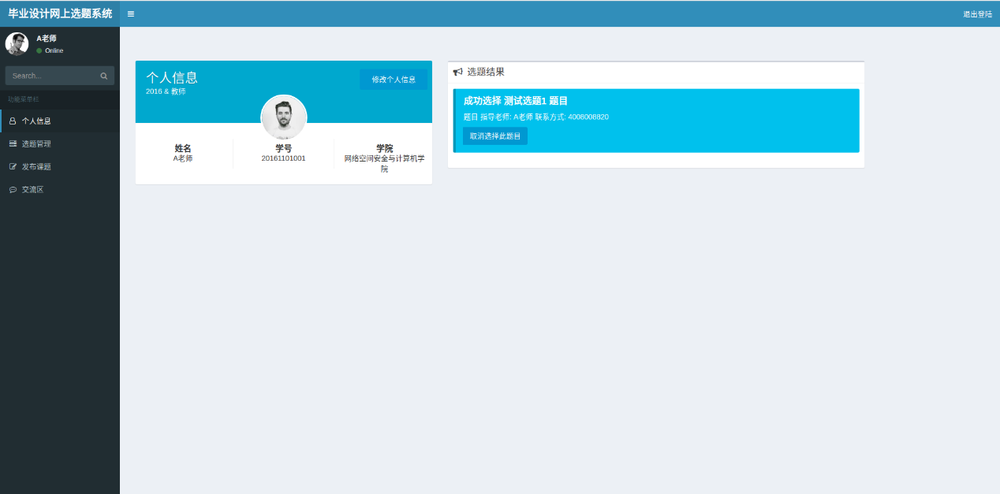 毕业设计网上选题系统
退出登陆
A老师
Online
Search...
功能菜单栏
个人信息
选题管理
发布课题
交流区
个人信息
2016 & 教师
修改个人信息
姓名
A老师
学号
20161101001
学院
网络空间安全与计算机学
院
选题结果
成功选择 测试选题1 题目
题目 指导老师: A老师 联系方式: 4008008820
取消选择此题目